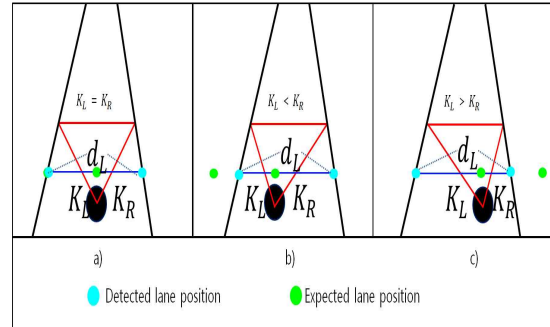 K_L = K_R
d_L
K_L K_R
a)
K_L < K_R
d_L
K_L K_R
b)
K_L > K_R
d_L
K_L K_R
c)
Detected lane position
Expected lane position